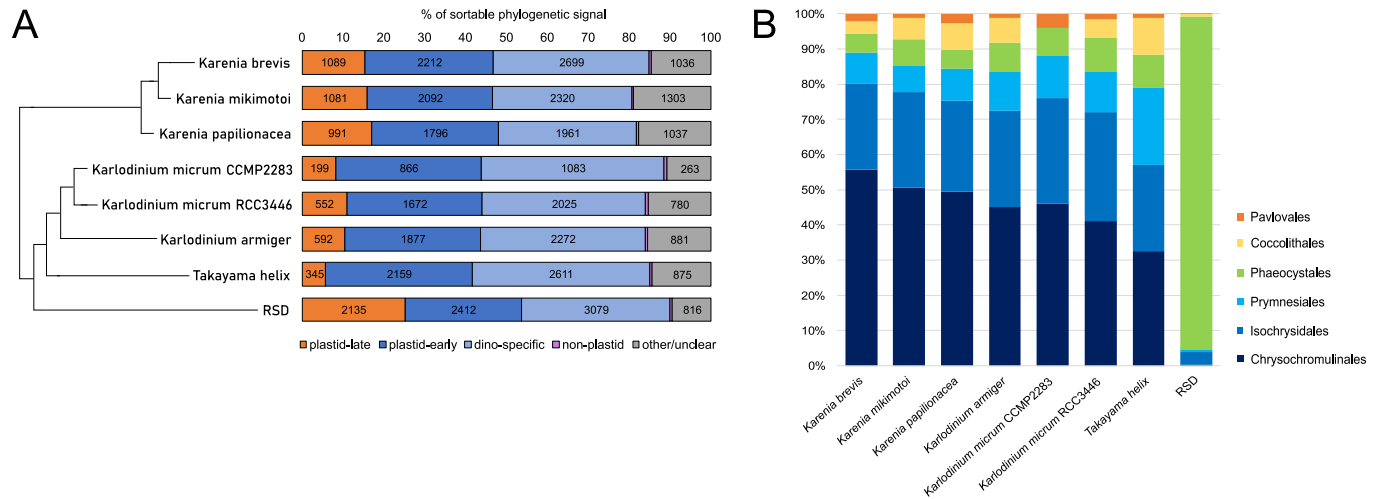 A
% of sortable phylogenetic signal
0 10 20 30 40 50 60 70 80 90 100
Karenia brevis 1089 2212 2699 1036
Karenia mikimotoi 1081 2092 2320 1303
Karenia papilionacea 991 1796 1961 1037
Karlodinium micrum CCMP2283 199 866 1083 263
Karlodinium micrum RCC3446 552 1672 2025 780
Karlodinium armiger 592 1877 2272 881
Takayama helix 345 2159 2611 875
RSD 2135 2412 3079 816
plastid-late plastid-early dino-specific non-plastid other/unclear
B
100%
90%
80%
70%
60%
50%
40%
30%
20%
10%
0%
Karenia brevis
Karenia mikimotoi
Karenia papilionacea
Karlodinium armiger
Karlodinium micrum CCMP2283
Karlodinium micrum RCC3446
Takayama helix
RSD
Pavlovales
Coccolithales
Phaeocystales
Prymnesiales
Isochrysidales
Chrysochromulinales